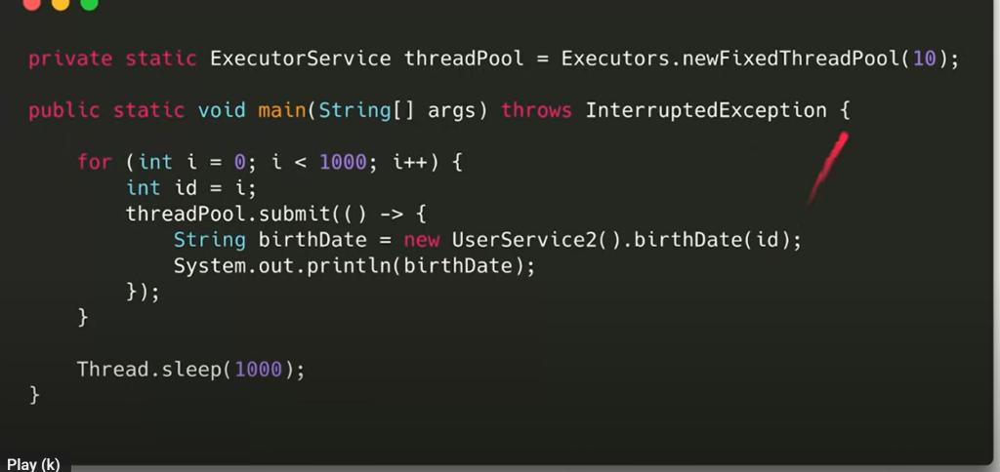 private static ExecutorService threadPool = Executors.newFixedThreadPool(10);
public static void main(String[] args) throws InterruptedException {
for (int i = 0; i < 1000; i++) {
int id = i;
threadPool.submit(() -> {
String birthDate = new UserService2().birthDate(id);
System.out.println(birthDate);
});
}
Thread.sleep(1000);
}
Play (k)